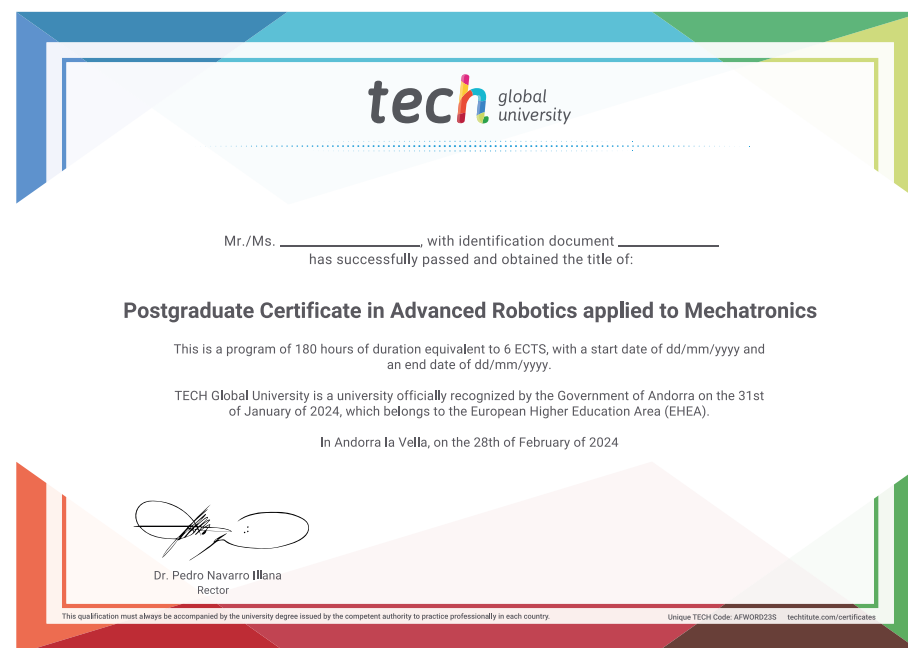 tech global
university
Mr./Ms. ____________, with identification document ____________
has successfully passed and obtained the title of:
Postgraduate Certificate in Advanced Robotics applied to Mechatronics
This is a program of 180 hours of duration equivalent to 6 ECTS, with a start date of dd/mm/yyyy and
an end date of dd/mm/yyyy.
TECH Global University is a university officially recognized by the Government of Andorra on the 31st
of January of 2024, which belongs to the European Higher Education Area (EHEA).
In Andorra la Vella, on the 28th of February of 2024
Dr. Pedro Navarro Illana
Rector
This qualification must always be accompanied by the university degree issued by the competent authority to practice professionally in each country.
Unique TECH Code: AFWORD23S techtitute.com/certificates